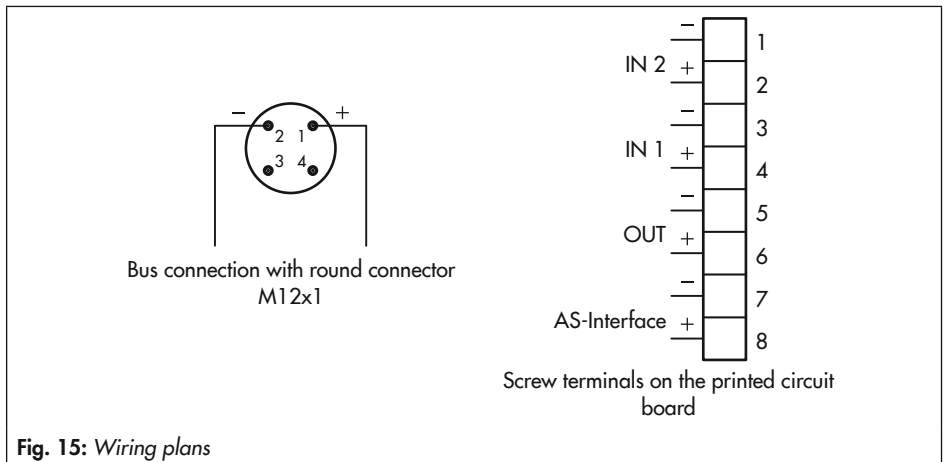 − +
2 1
3 4
Bus connection with round connector
M12x1
− 1
IN 2 + 2
− 3
IN 1 + 4
− 5
OUT + 6
− 7
AS-Interface + 8
Screw terminals on the printed circuit
board
Fig. 15: Wiring plans